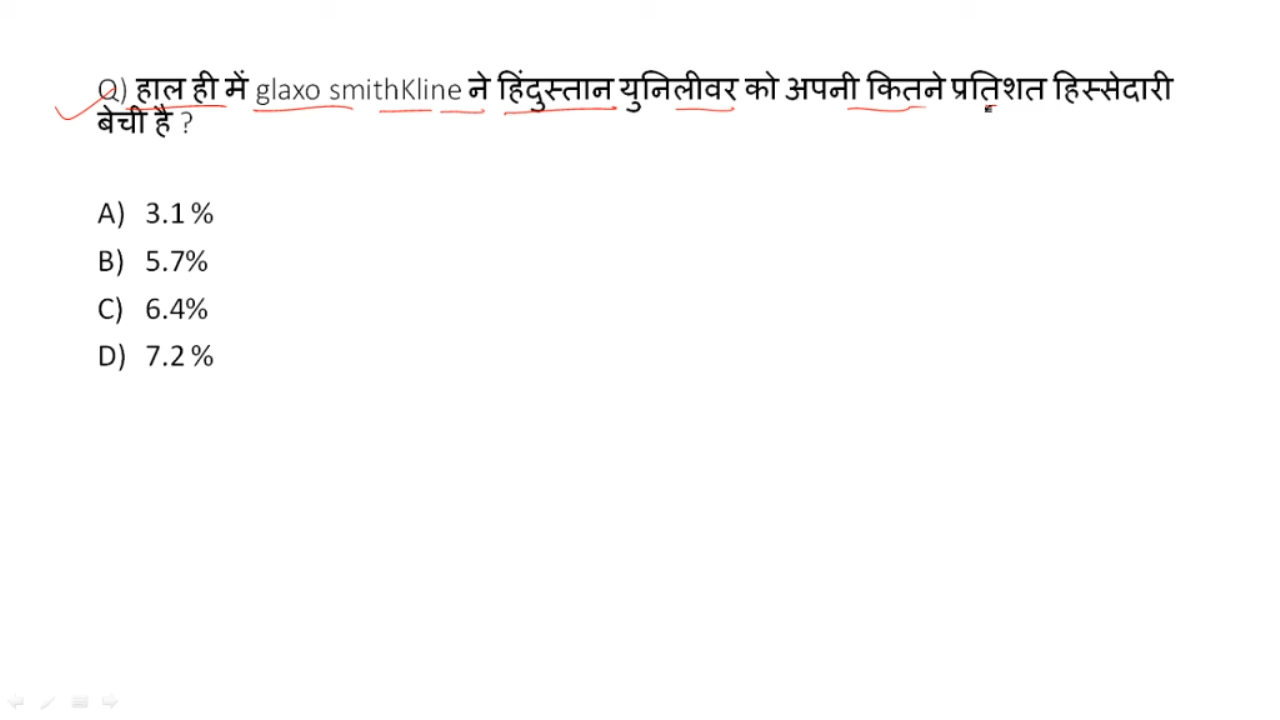 Q) हाल ही में glaxo smithKline ने हिंदुस्तान युनिलीवर को अपनी कितने प्रतिशत हिस्सेदारी
बेची है ?
A) 3.1 %
B) 5.7%
C) 6.4%
D) 7.2 %